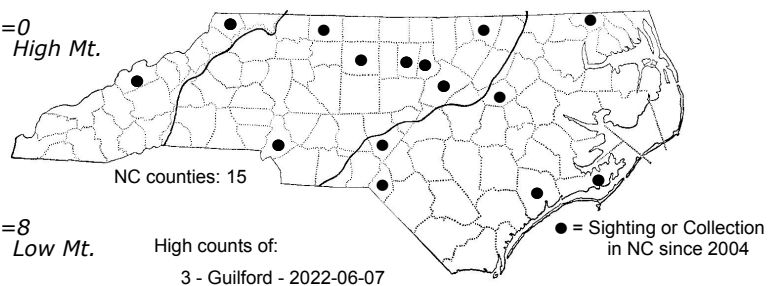 =0
High Mt.
NC counties: 15
=8
Low Mt.
High counts of:
3 - Guilford - 2022-06-07
● = Sighting or Collection
in NC since 2004